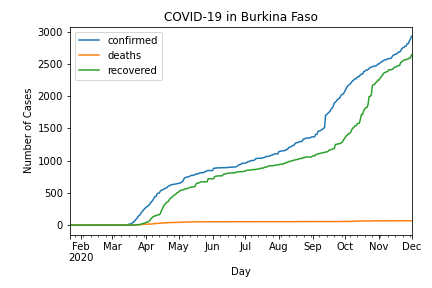 COVID-19 in Burkina Faso
confirmed
deaths
recovered
Number of Cases
3000
2500
2000
1500
1000
500
0
Feb Mar Apr May Jun Jul Aug Sep Oct Nov Dec
2020
Day